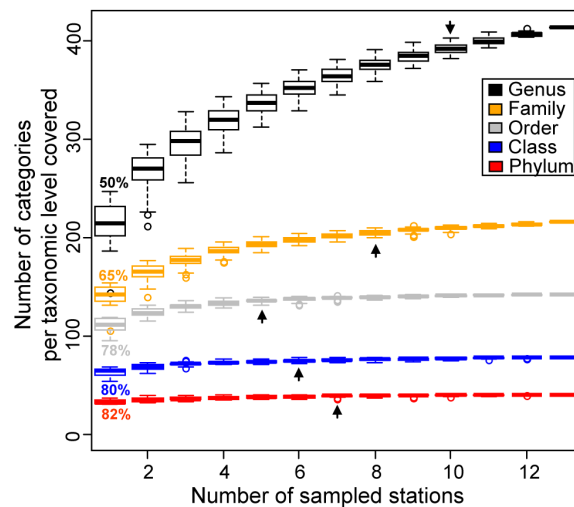 Number of categories
per taxonomic level covered
400
300
200
100
0
50%
65%
78%
80%
82%
Genus
Family
Order
Class
Phylum
2 4 6 8 10 12
Number of sampled stations